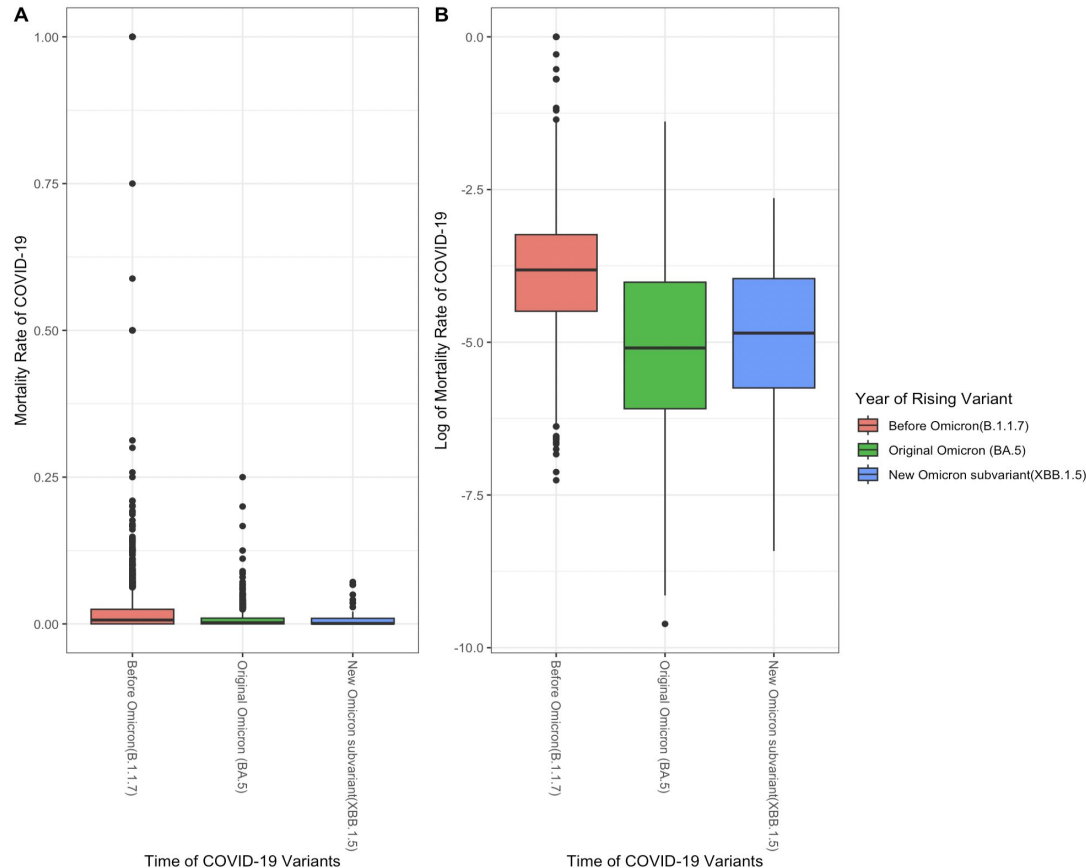 A
Mortality Rate of COVID-19
1.00
0.75
0.50
0.25
0.00
Before Omicron(B.1.1.7)
Original Omicron (BA.5)
New Omicron subvariant(XBB.1.5)
Time of COVID-19 Variants
B
Log of Mortality Rate of COVID-19
0.0
-2.5
-5.0
-7.5
-10.0
Before Omicron(B.1.1.7)
Original Omicron (BA.5)
New Omicron subvariant(XBB.1.5)
Time of COVID-19 Variants
Year of Rising Variant
Before Omicron(B.1.1.7)
Original Omicron (BA.5)
New Omicron subvariant(XBB.1.5)